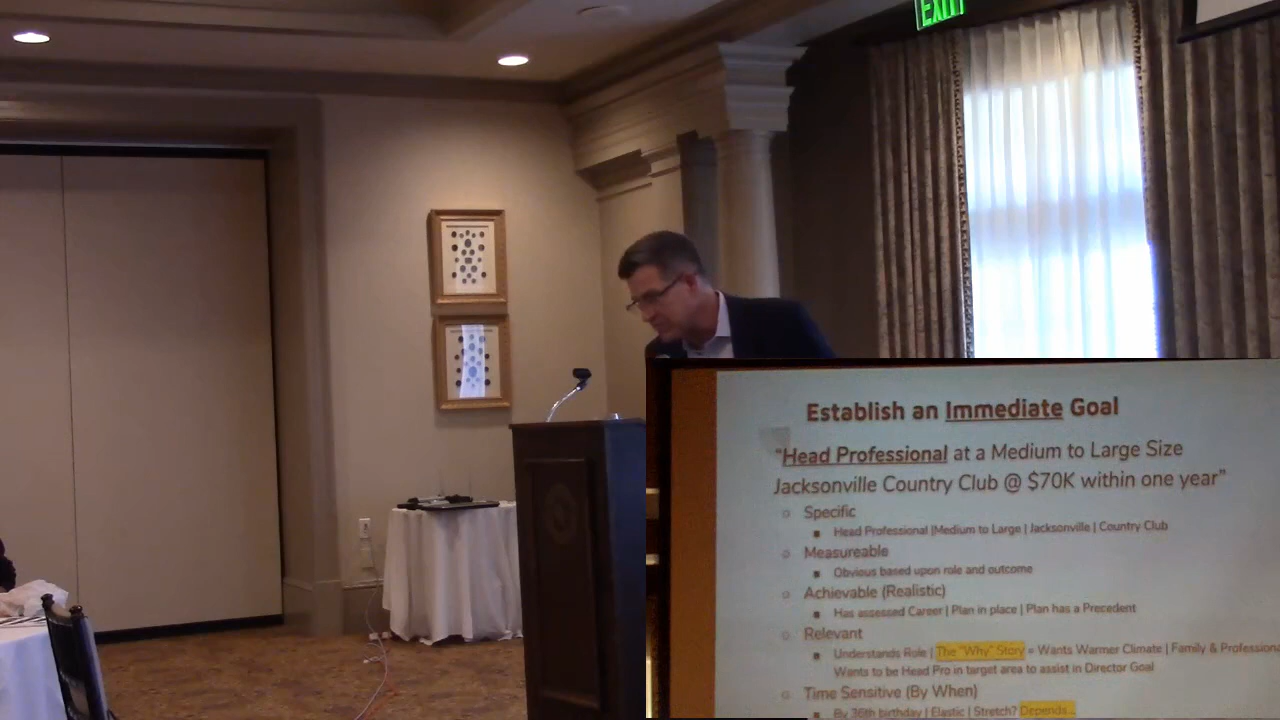 EXIT
Establish an Immediate Goal
"Head Professional at a Medium to Large Size
Jacksonville Country Club @ $70K within one year"
Specific
Head Professional |Medium to Large | Jacksonville | Country Club
Measureable
Obvious based upon role and outcome
Achievable (Realistic)
Has assessed Career | Plan in place | Plan has a Precedent
Relevant
Understands Role | The "Why" Story = Wants Warmer Climate | Family & Profession
Wants to be Head Pro in target area to assist in Director Goal
Time Sensitive (By When)
By 36th birthday | Elastic | Stretch? Depends...